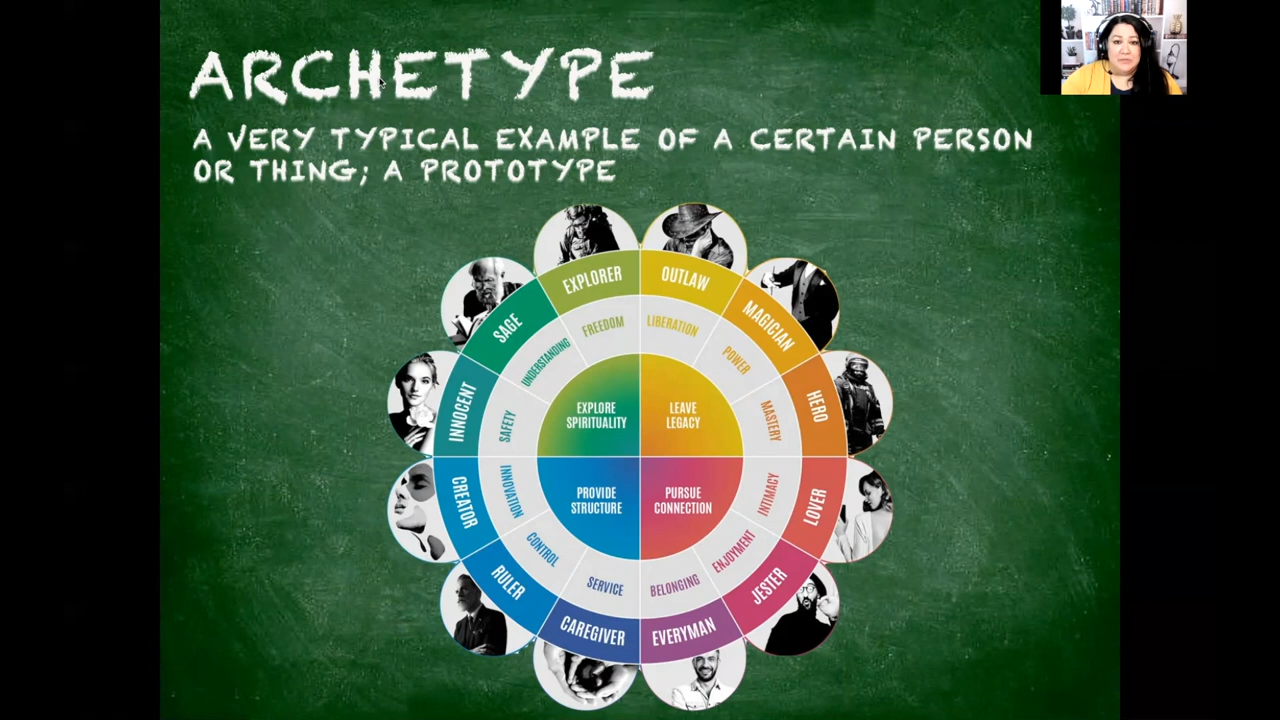 ARCHETYPE
A VERY TYPICAL EXAMPLE OF A CERTAIN PERSON
OR THING; A PROTOTYPE
EXPLORER
OUTLAW
MAGICIAN
HERO
LOVER
JESTER
EVERYMAN
CAREGIVER
RULER
CREATOR
INNOCENT
SAGE
FREEDOM
LIBERATION
POWER
MASTERY
INTIMACY
ENJOYMENT
BELONGING
SERVICE
CONTROL
INNOVATION
SAFETY
UNDERSTANDING
EXPLORE
SPIRITUALITY
LEAVE
LEGACY
PROVIDE
STRUCTURE
PURSUE
CONNECTION